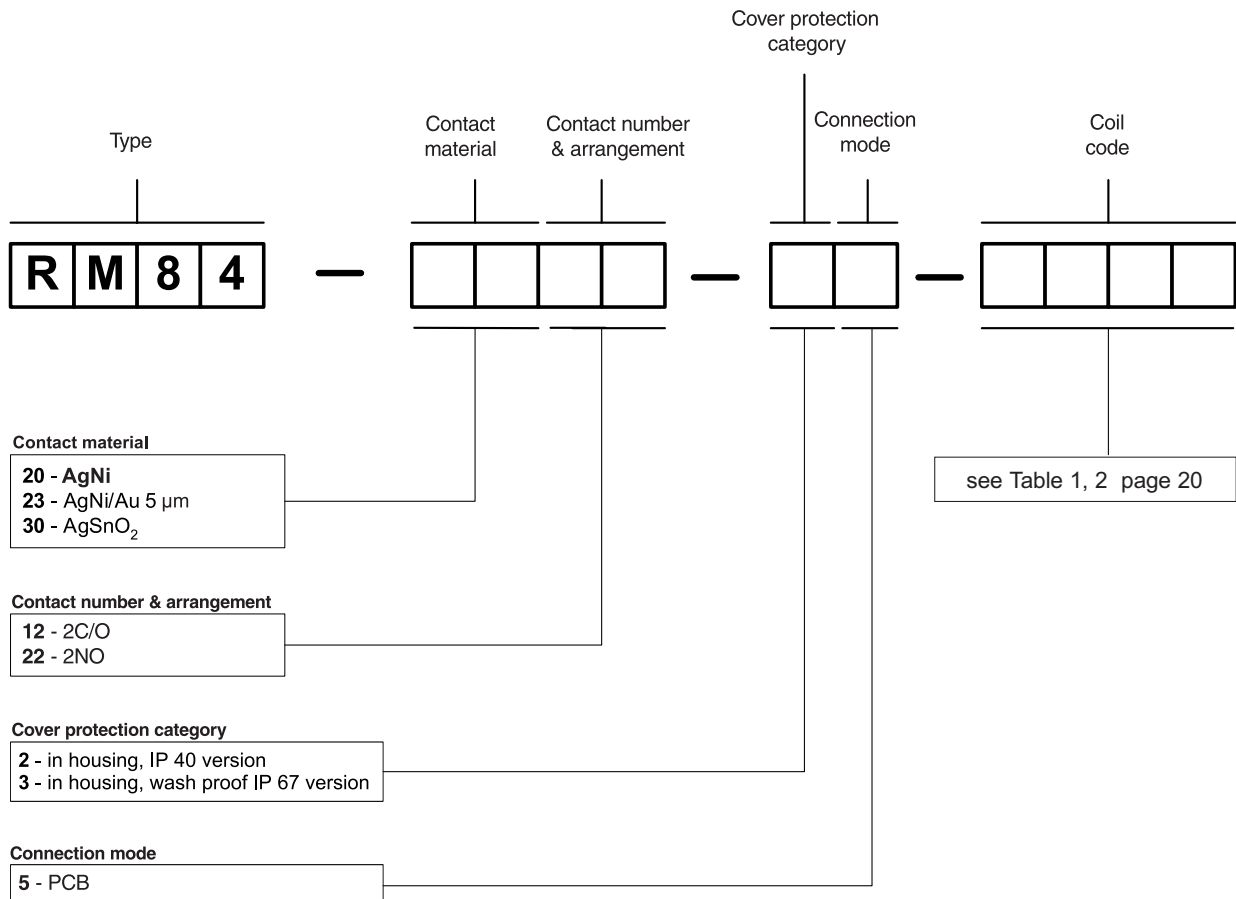 Cover protection
category
Type
Contact
material
Contact number
& arrangement
Connection
mode
Coil
code
RM84 — — —
Contact material
20 - AgNi
23 - AgNi/Au 5 µm
30 - AgSnO₂
see Table 1, 2 page 20
Contact number & arrangement
12 - 2C/O
22 - 2NO
Cover protection category
2 - in housing, IP 40 version
3 - in housing, wash proof IP 67 version
Connection mode
5 - PCB